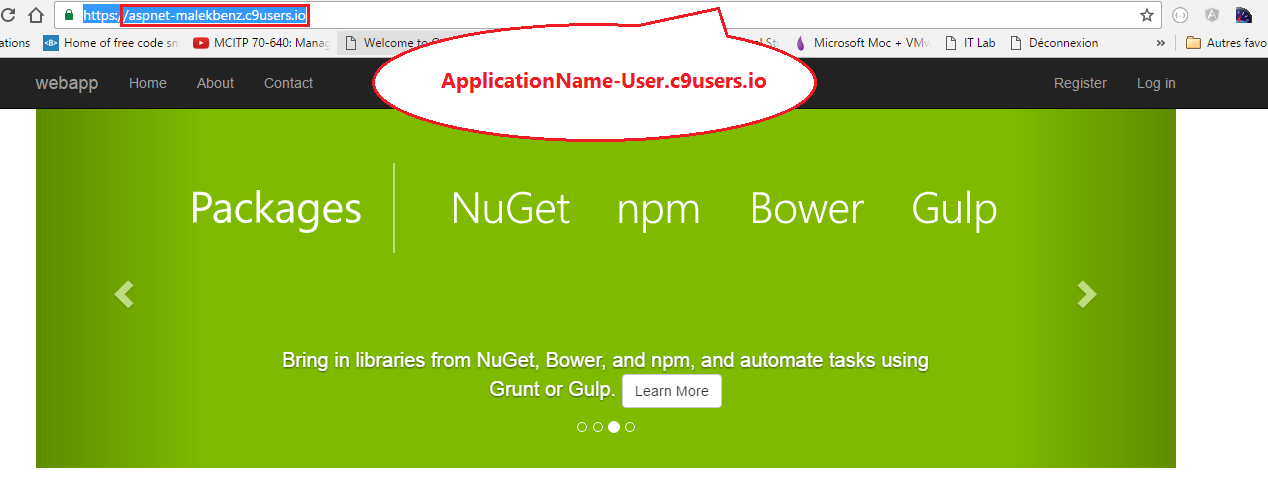 https://aspnet-malekbenz.c9users.io
ations Home of free code sn MCITP 70-640: Manag Welcome to Microsoft Moc + VMw IT Lab Déconnexion » Autres favo
ApplicationName-User.c9users.io
webapp Home About Contact Register Log in
Packages NuGet npm Bower Gulp
Bring in libraries from NuGet, Bower, and npm, and automate tasks using
Grunt or Gulp. Learn More